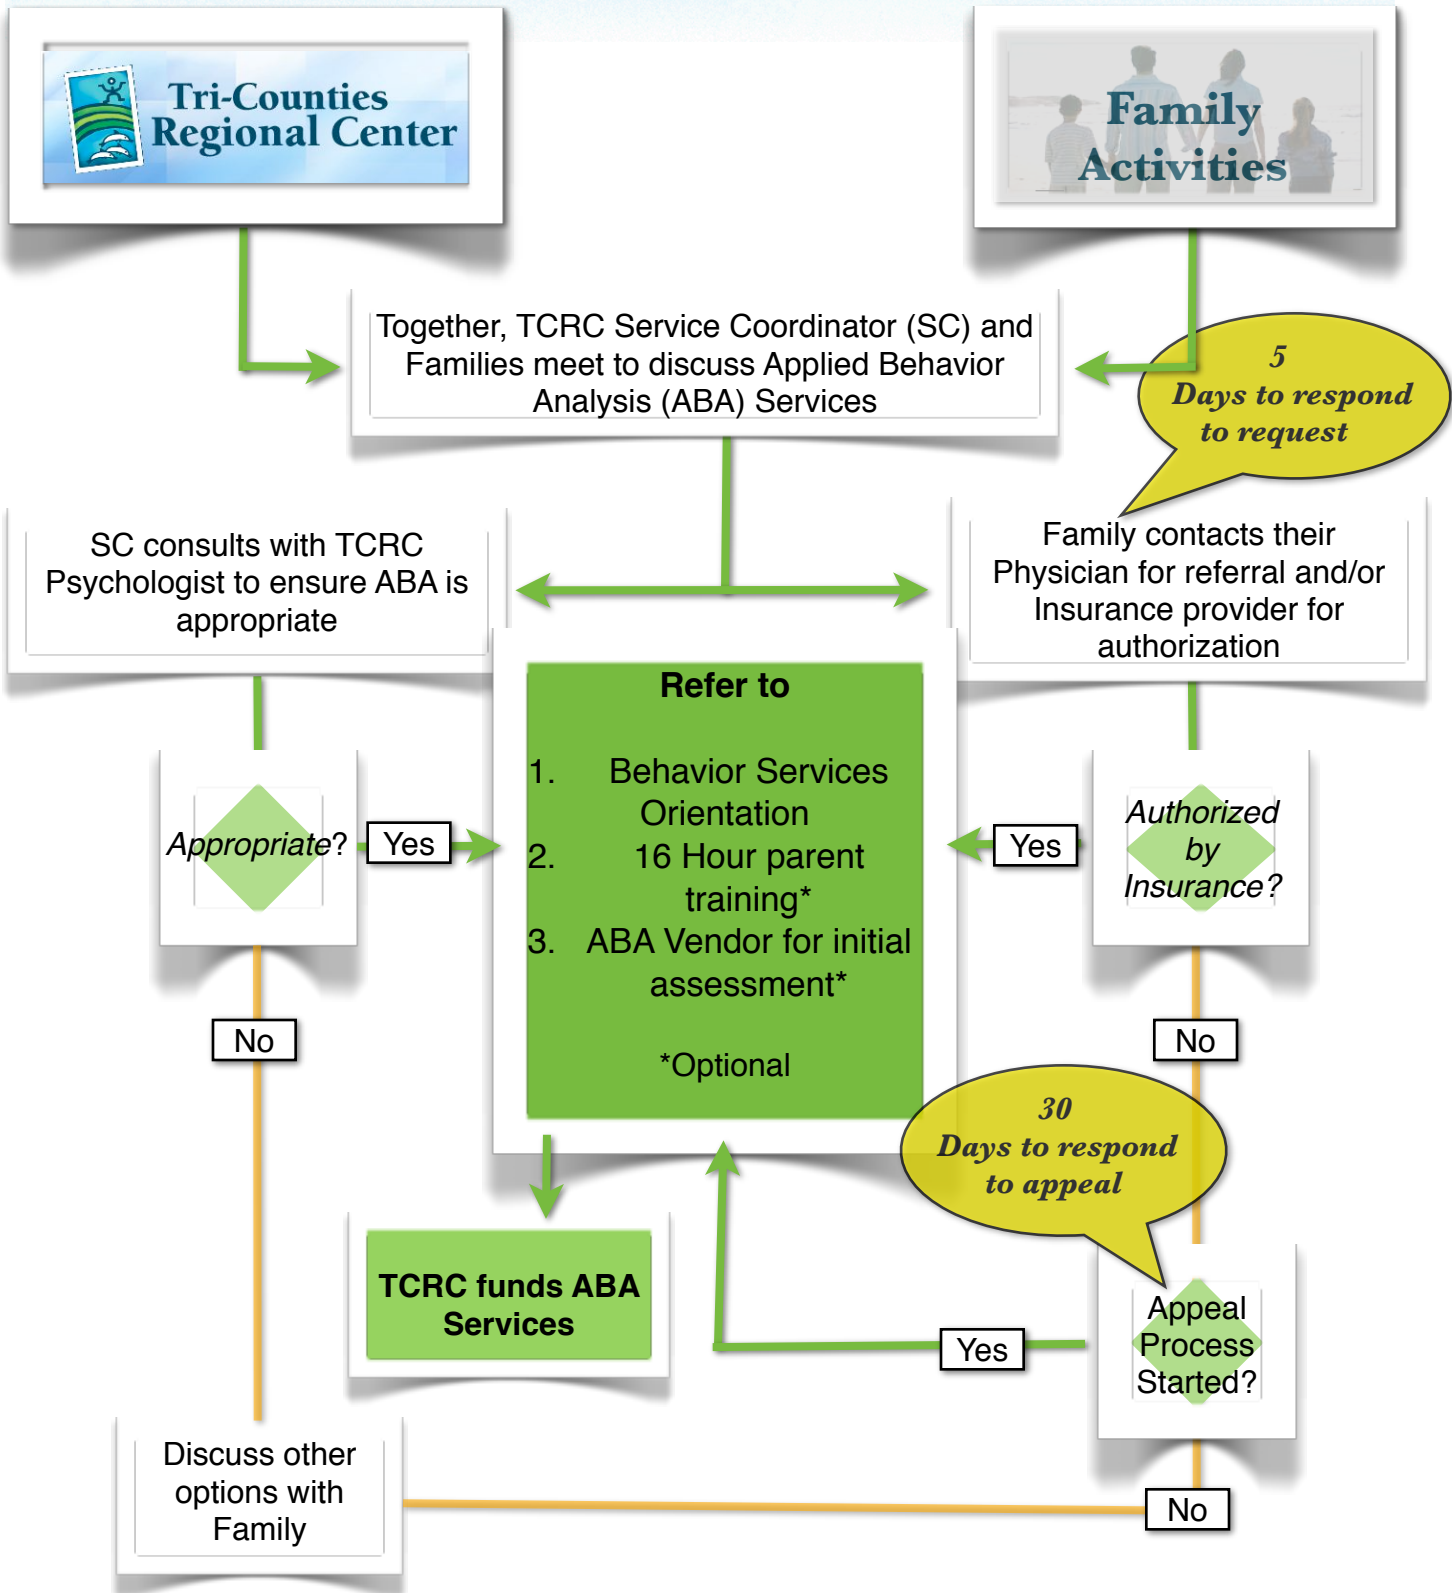 Tri-Counties
Regional Center
Family
Activities
Together, TCRC Service Coordinator (SC) and
Families meet to discuss Applied Behavior
Analysis (ABA) Services
5
Days to respond
to request
SC consults with TCRC
Psychologist to ensure ABA is
appropriate
Family contacts their
Physician for referral and/or
Insurance provider for
authorization
Refer to
1. Behavior Services
Orientation
2. 16 Hour parent
training*
3. ABA Vendor for initial
assessment*
*Optional
Appropriate?
Yes
Yes
Authorized
by
Insurance?
No
No
30
Days to respond
to appeal
TCRC funds ABA
Services
Yes
Appeal
Process
Started?
Discuss other
options with
Family
No